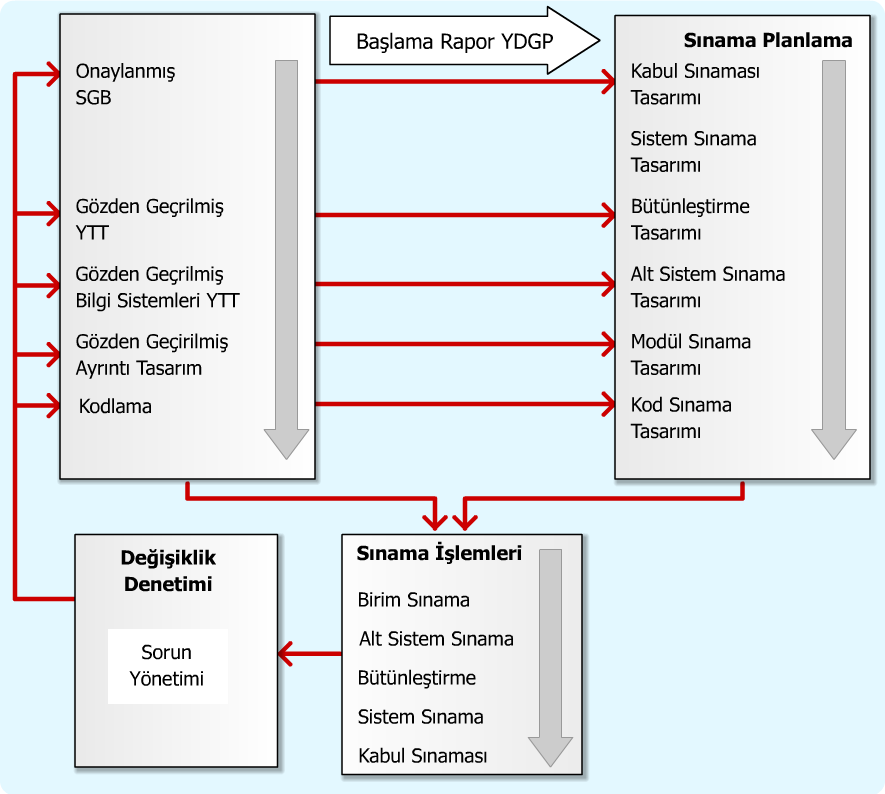 Başlama Rapor YDGP
Onaylanmış
SGB
Gözden Geçrilmiş
YTT
Gözden Geçrilmiş
Bilgi Sistemleri YTT
Gözden Geçirilmiş
Ayrıntı Tasarım
Kodlama
Sınama Planlama
Kabul Sınaması
Tasarımı
Sistem Sınama
Tasarımı
Bütünleştirme
Tasarımı
Alt Sistem Sınama
Tasarımı
Modül Sınama
Tasarımı
Kod Sınama
Tasarımı
Değişiklik
Denetimi
Sorun
Yönetimi
Sınama İşlemleri
Birim Sınama
Alt Sistem Sınama
Bütünleştirme
Sistem Sınama
Kabul Sınaması